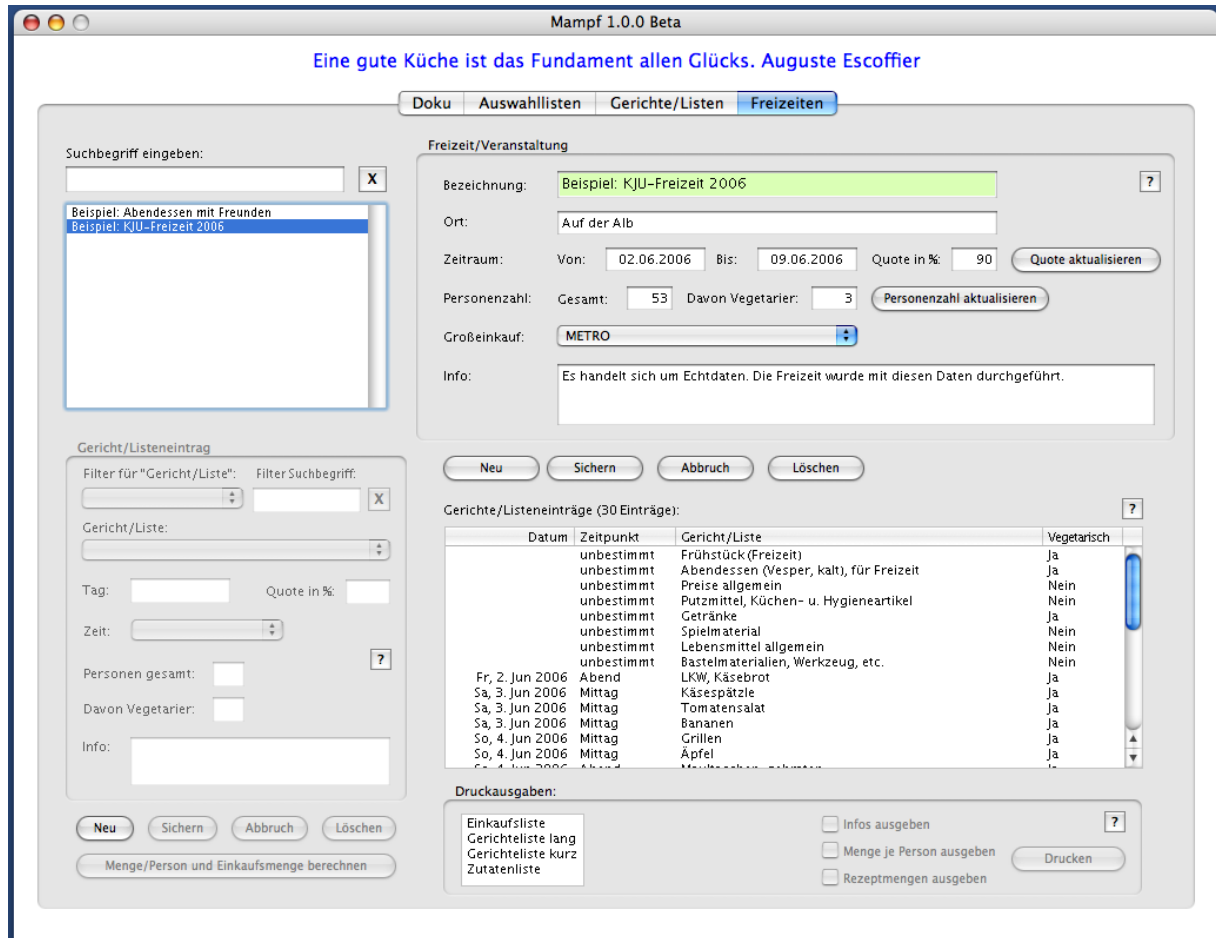 Mampf 1.0.0 Beta
Eine gute Küche ist das Fundament allen Glücks. Auguste Escoffier
Doku Auswahllisten Gerichte/Listen Freizeiten
Suchbegriff eingeben:
X
Beispiel: Abendessen mit Freunden
Beispiel: KJU-Freizeit 2006
Freizeit/Veranstaltung
Bezeichnung: Beispiel: KJU-Freizeit 2006 ?
Ort: Auf der Alb
Zeitraum: Von: 02.06.2006 Bis: 09.06.2006 Quote in %: 90 Quote aktualisieren
Personenzahl: Gesamt: 53 Davon Vegetarier: 3 Personenzahl aktualisieren
Großeinkauf: METRO
Info: Es handelt sich um Echtdaten. Die Freizeit wurde mit diesen Daten durchgeführt.
Neu Sichern Abbruch Löschen
Gericht/Listeneintrag
Filter für "Gericht/Liste": Filter Suchbegriff:
X
Gericht/Liste:
Tag: Quote in %:
Zeit:
?
Personen gesamt:
Davon Vegetarier:
Info:
Neu Sichern Abbruch Löschen
Menge/Person und Einkaufsmenge berechnen
Gerichte/Listeneinträge (30 Einträge): ?
Datum Zeitpunkt Gericht/Liste Vegetarisch
unbestimmt Frühstück (Freizeit) Ja
unbestimmt Abendessen (Vesper, kalt), für Freizeit Ja
unbestimmt Preise allgemein Nein
unbestimmt Putzmittel, Küchen- u. Hygieneartikel Nein
unbestimmt Getränke Ja
unbestimmt Spielmaterial Nein
unbestimmt Lebensmittel allgemein Nein
unbestimmt Bastelmaterialien, Werkzeug, etc. Nein
Fr, 2. Jun 2006 Abend LKW, Käsebrot Ja
Sa, 3. Jun 2006 Mittag Käsespätzle Ja
Sa, 3. Jun 2006 Mittag Tomatensalat Ja
Sa, 3. Jun 2006 Mittag Bananen Ja
So, 4. Jun 2006 Mittag Grillen Ja
So, 4. Jun 2006 Mittag Äpfel Ja
Druckausgaben:
Einkaufsliste
Gerichteliste lang
Gerichteliste kurz
Zutatenliste
Infos ausgeben ?
Menge je Person ausgeben Drucken
Rezeptmengen ausgeben